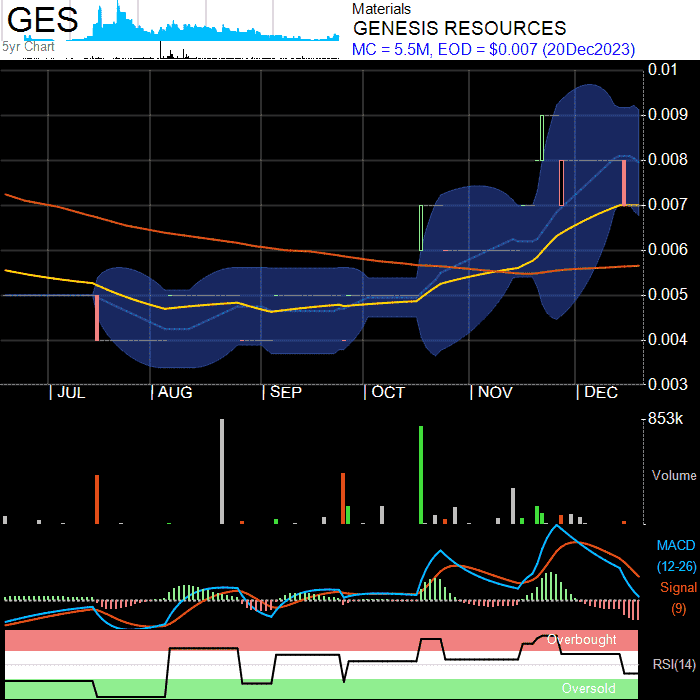 GES
5yr Chart
Materials
GENESIS RESOURCES
MC = 5.5M, EOD = $0.007 (20Dec2023)
0.01
0.009
0.008
0.007
0.006
0.005
0.004
0.003
| JUL | AUG | SEP | OCT | NOV | DEC
853k
Volume
MACD
(12-26)
Signal
(9)
Overbought
RSI(14)
Oversold